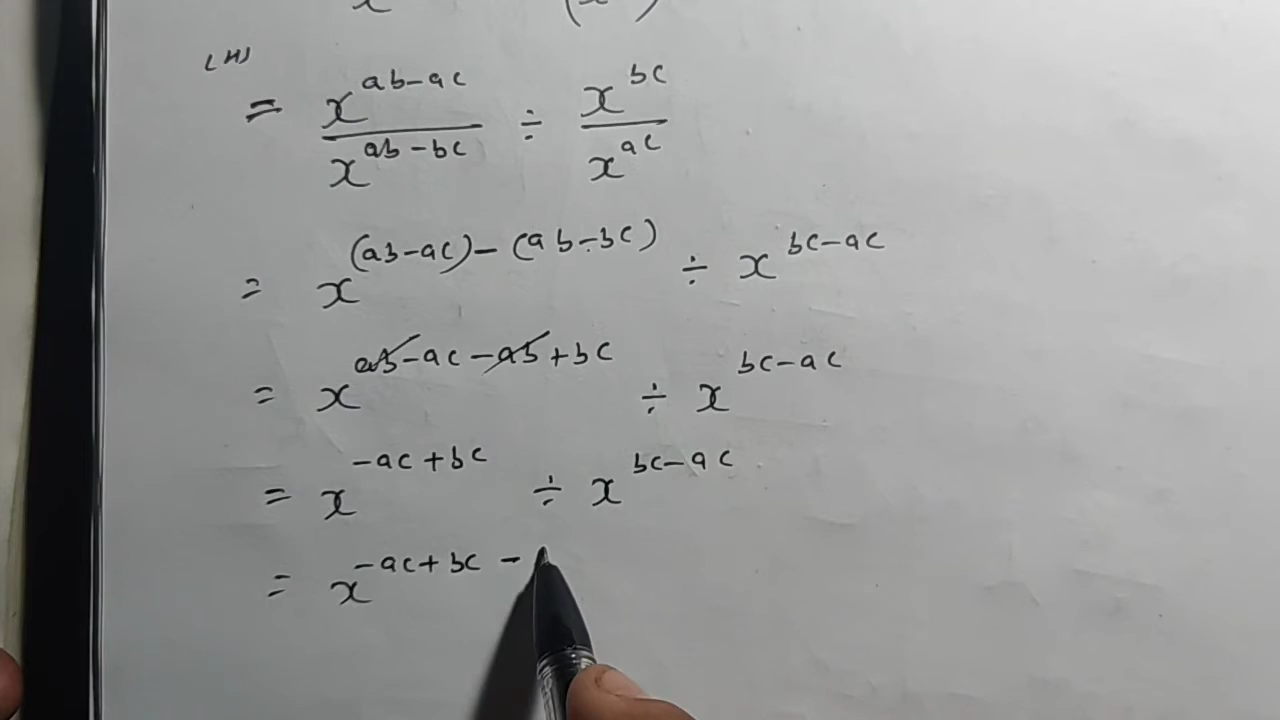 LHS
= x^{ab-ac} / x^{ab-bc} ÷ x^{bc} / x^{ac}
= x^{(ab-ac)-(ab-bc)} ÷ x^{bc-ac}
= x^{ab-ac-ab+bc} ÷ x^{bc-ac}
= x^{-ac+bc} ÷ x^{bc-ac}
= x^{-ac+bc-